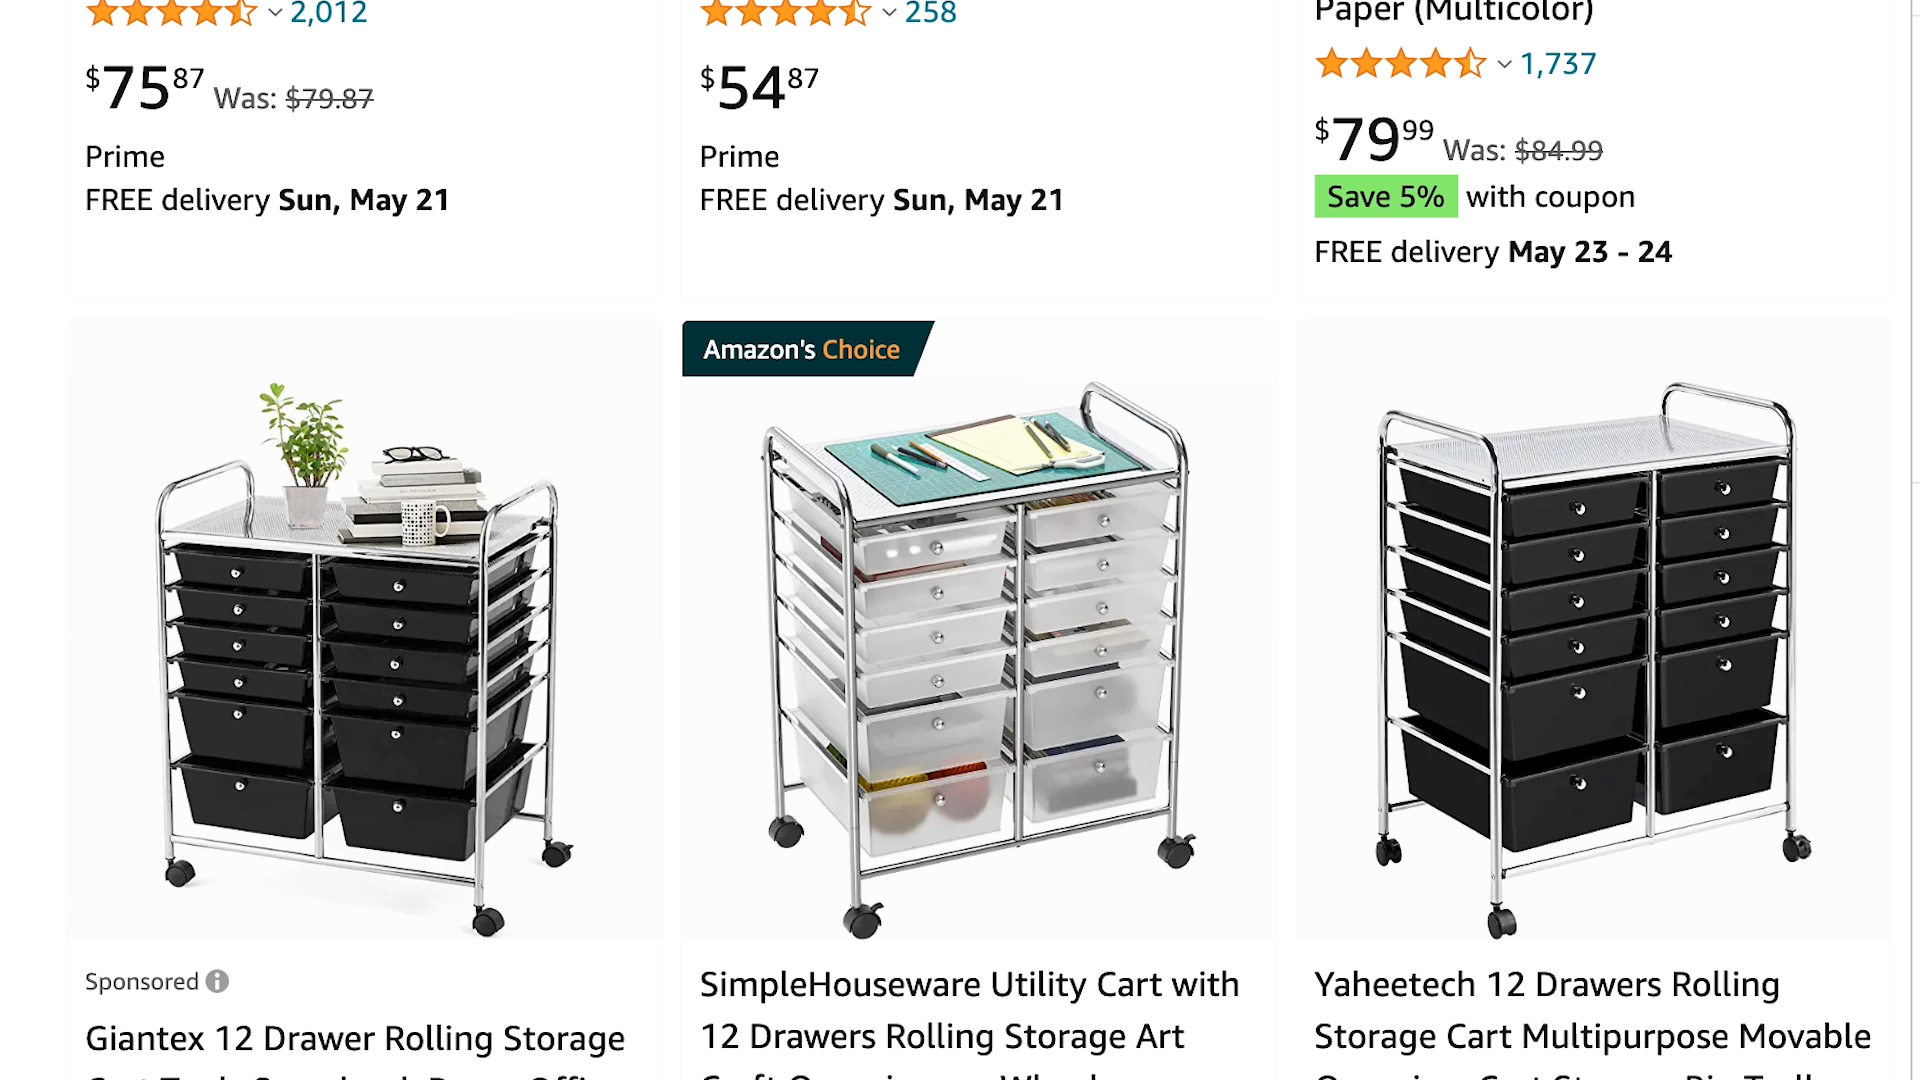 2,012
$75 87 Was: $79.87
Prime
FREE delivery Sun, May 21
258
$54 87
Prime
FREE delivery Sun, May 21
Paper (Multicolor)
1,737
$79 99 Was: $84.99
Save 5% with coupon
FREE delivery May 23 - 24
Sponsored
Giantex 12 Drawer Rolling Storage
Amazon's Choice
SimpleHouseware Utility Cart with
12 Drawers Rolling Storage Art
Yaheetech 12 Drawers Rolling
Storage Cart Multipurpose Movable